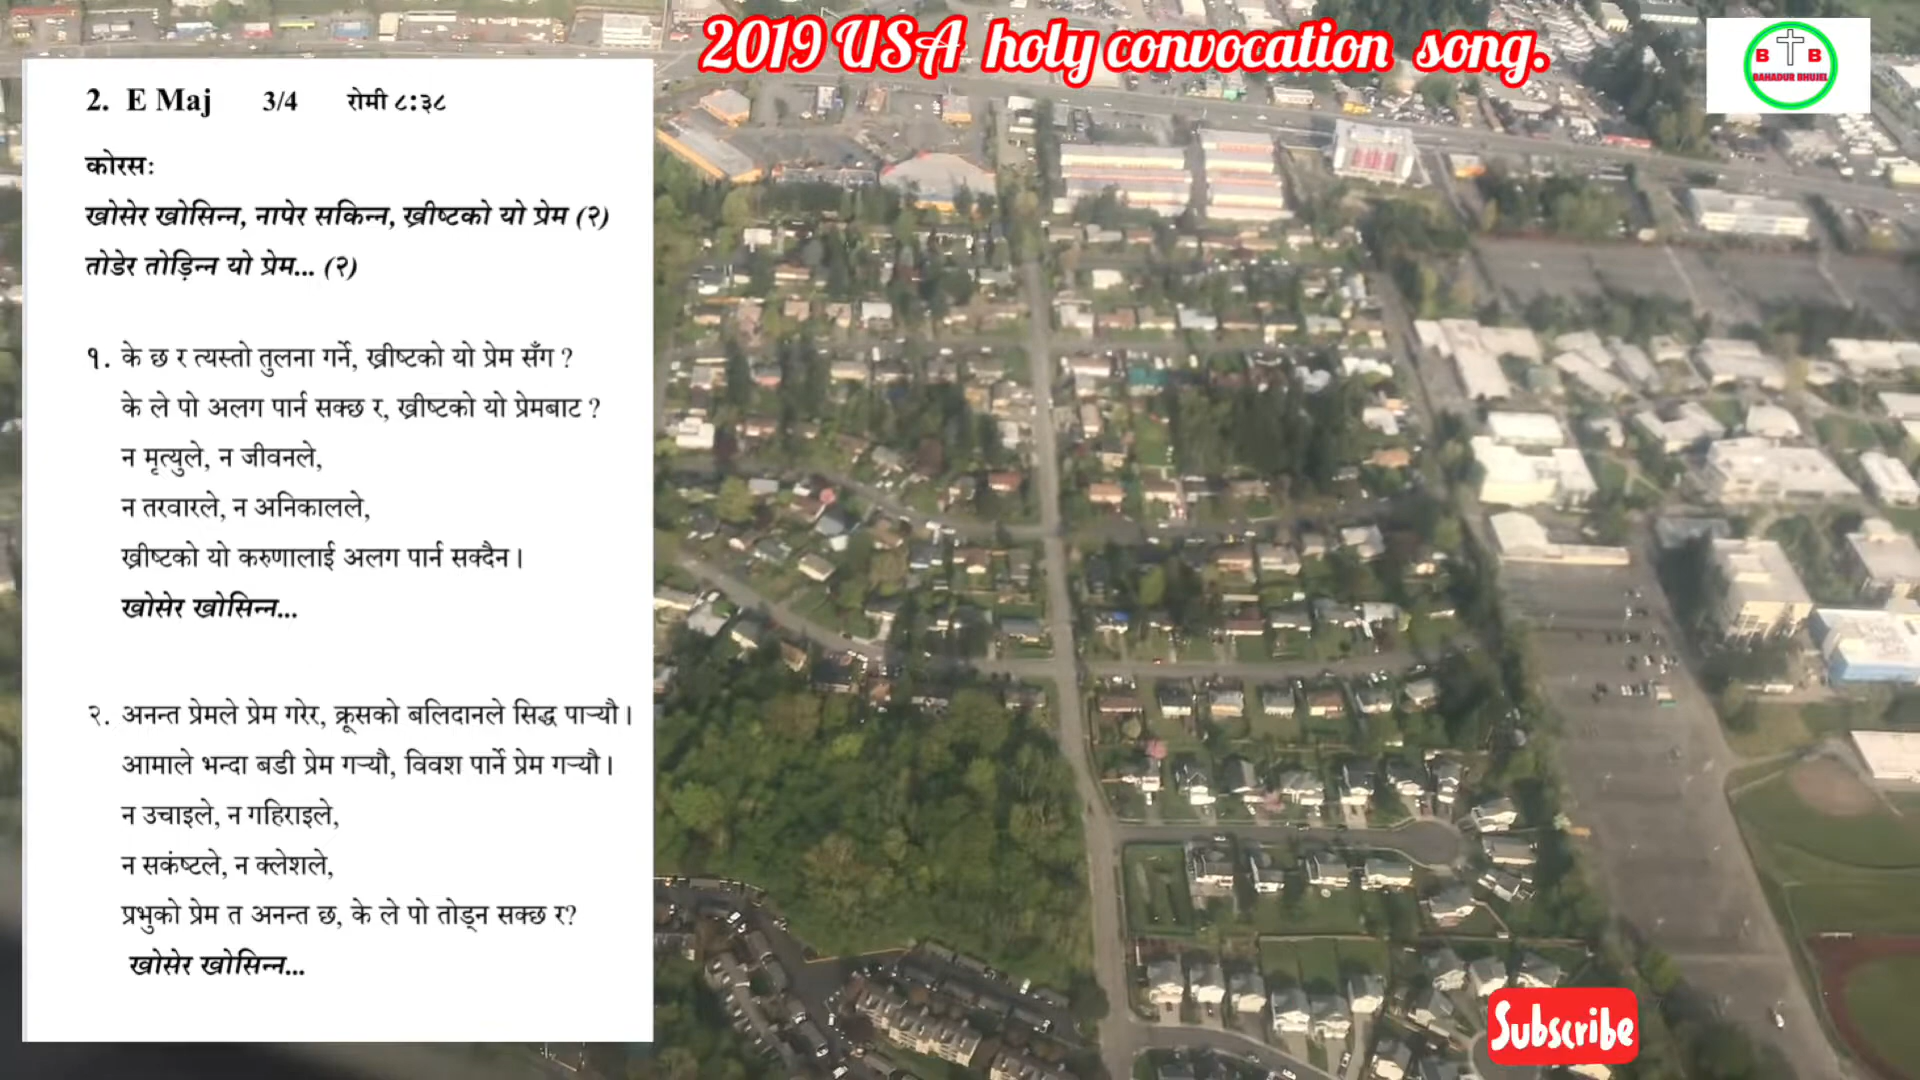 2019 USA holy convocation song.
B B
BAHADUR BHUJEL
2. E Maj 3/4 रोमी ८:३८
कोरसः
खोसेर खोसिन्न, नापेर सकिन्न, ख्रीष्टको यो प्रेम (२)
तोडेर तोड़िन्न यो प्रेम... (२)
१. के छ र त्यस्तो तुलना गर्ने, ख्रीष्टको यो प्रेम सँग ?
के ले पो अलग पार्न सक्छ र, ख्रीष्टको यो प्रेमबाट ?
न मृत्युले, न जीवनले,
न तरवारले, न अनिकालले,
ख्रीष्टको यो करुणालाई अलग पार्न सक्दैन।
खोसेर खोसिन्न...
२. अनन्त प्रेमले प्रेम गरेर, क्रूसको बलिदानले सिद्ध पार्‍यौ।
आमाले भन्दा बडी प्रेम गर्‍यौ, विवश पार्ने प्रेम गर्‍यौ।
न उचाइले, न गहिराइले,
न सकंष्टले, न क्लेशले,
प्रभुको प्रेम त अनन्त छ, के ले पो तोड्न सक्छ र?
खोसेर खोसिन्न...
Subscribe